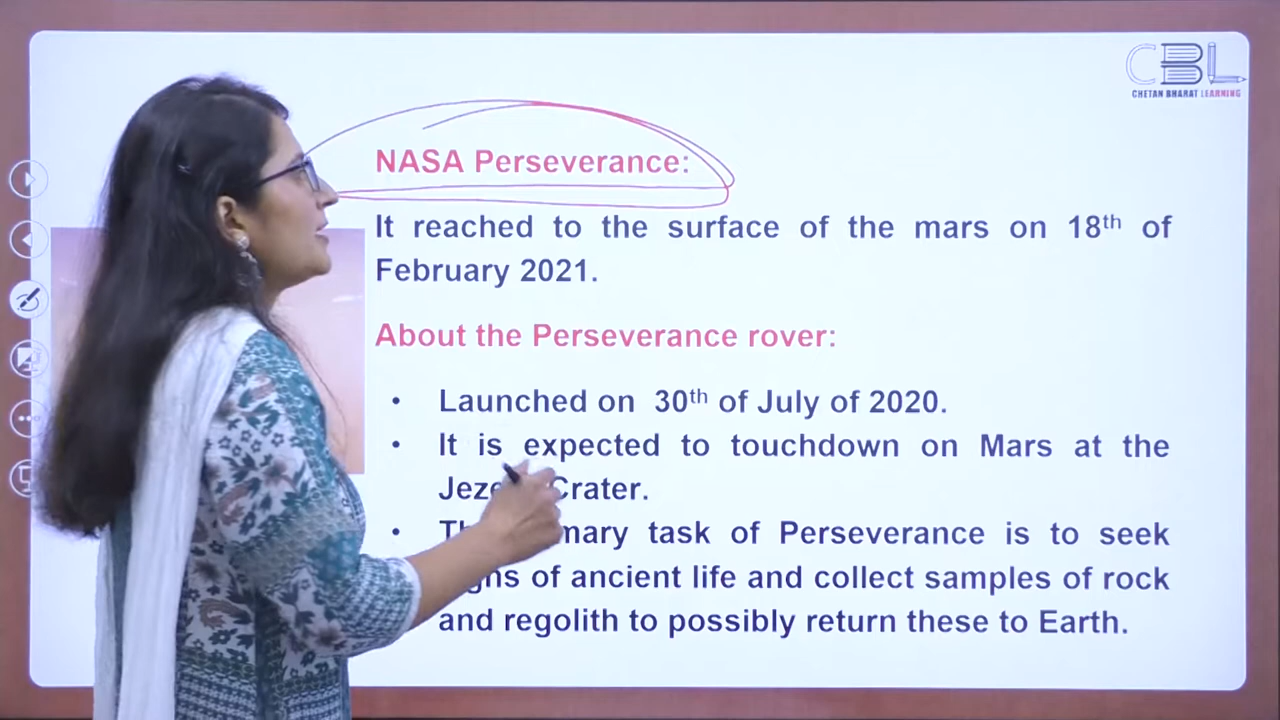 CBL
CHETAN BHARAT LEARNING
NASA Perseverance:
It reached to the surface of the mars on 18th of
February 2021.
About the Perseverance rover:
• Launched on 30th of July of 2020.
• It is expected to touchdown on Mars at the
Crater.
• task of Perseverance is to seek
of ancient life and collect samples of rock
and regolith to possibly return these to Earth.